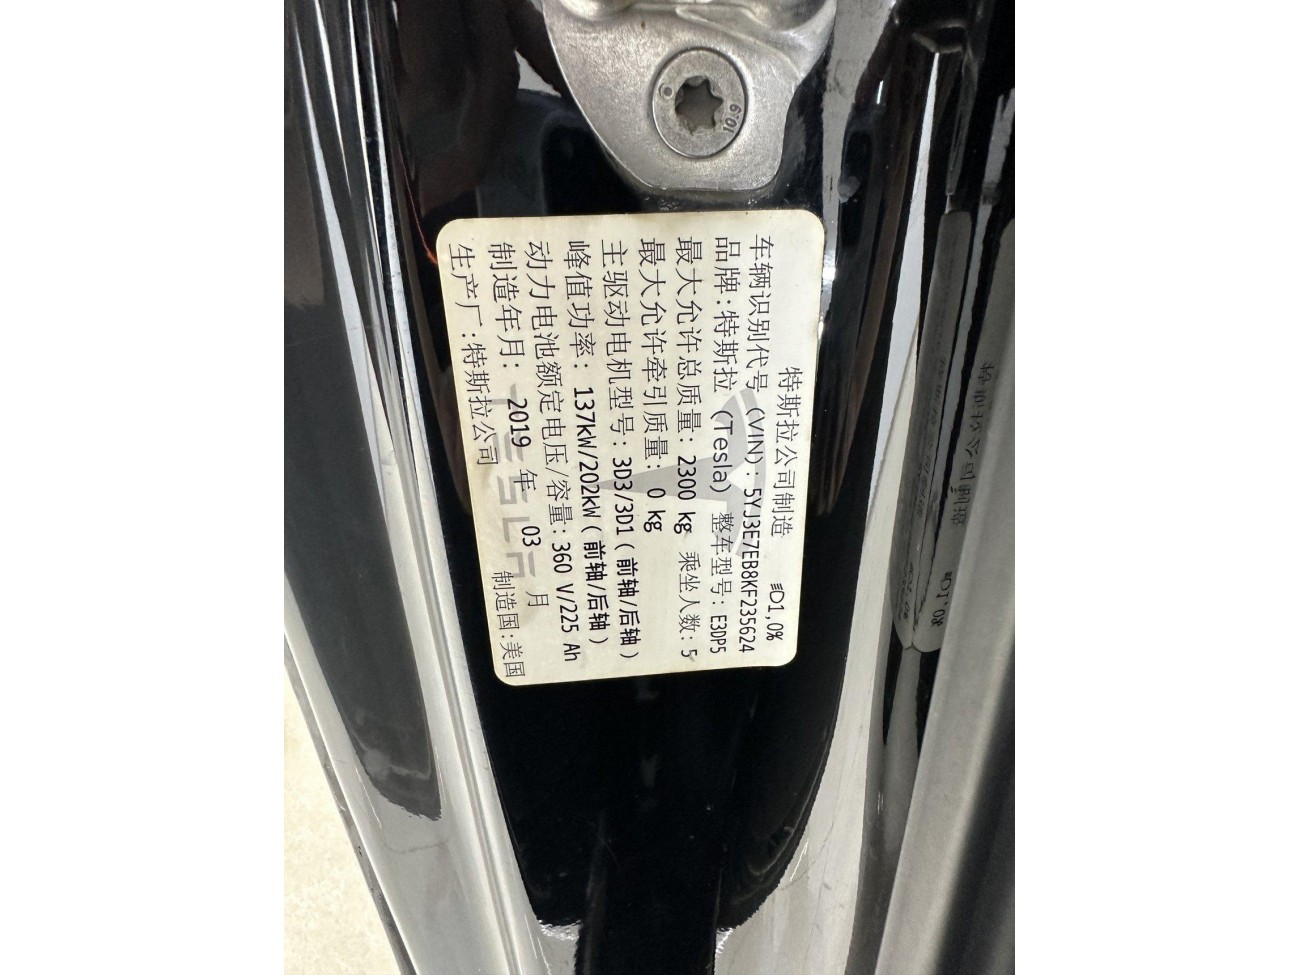 10.9
特斯拉公司制造 ≣D1,0%
车辆识别代号 (VIN): 5YJ3E7EB8KF235624
品牌:特斯拉 (Tesla) 整车型号: E3DP5
最大允许总质量: 2300 kg 乘坐人数: 5
最大允许牵引质量: 0 kg
主驱动电机型号: 3D3/3D1 (前轴/后轴)
峰值功率: 137kW/202kW (前轴/后轴)
动力电池额定电压/容量: 360 V/225 Ah
制造年月: 2019 年 03 月
生产厂:特斯拉公司 制造国:美国
TESLA